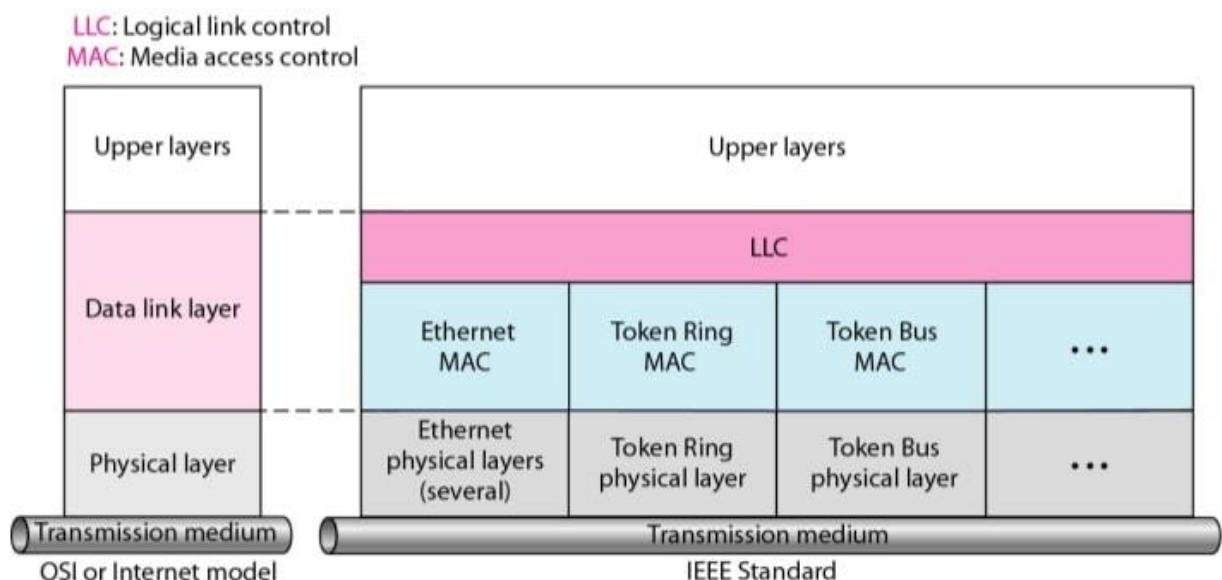 LLC: Logical link control
MAC: Media access control
Upper layers
Data link layer
Physical layer
Transmission medium
OSI or Internet model
Upper layers
LLC
Ethernet
MAC
Token Ring
MAC
Token Bus
MAC
•••
Ethernet
physical layers
(several)
Token Ring
physical layer
Token Bus
physical layer
•••
Transmission medium
IEEE Standard